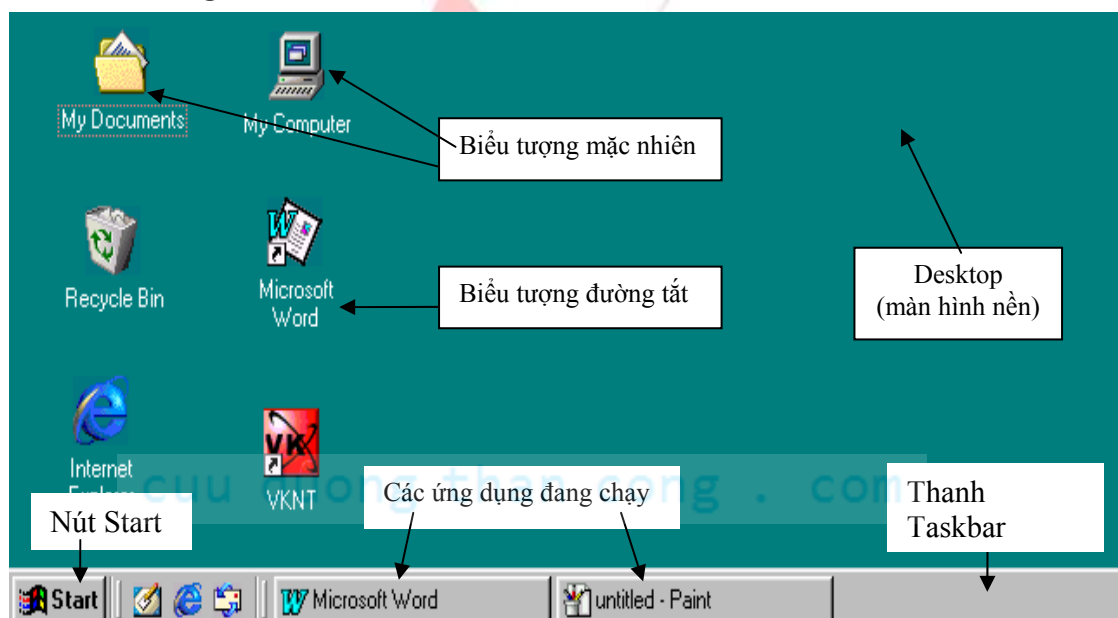 My Documents
My Computer
Biểu tượng mặc nhiên
Recycle Bin
Microsoft
Word
Biểu tượng đường tắt
Desktop
(màn hình nền)
Internet
Explorer
VK
VKNT
cuu duong than cong . com
Nút Start
Các ứng dụng đang chạy
Thanh
Taskbar
Start
Microsoft Word
untitled - Paint